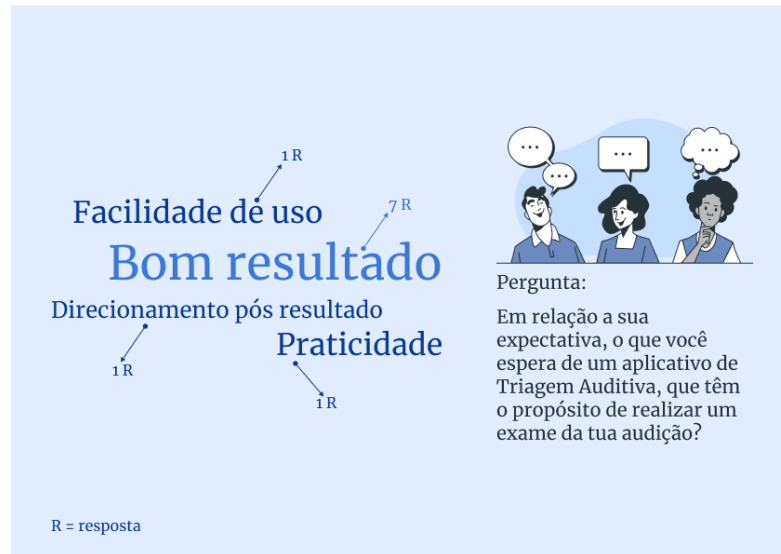 1 R
Facilidade de uso
7 R
Bom resultado
Direcionamento pós resultado
1 R
Praticidade
1 R
R = resposta
...
...
...
...
Pergunta:
Em relação a sua
expectativa, o que você
espera de um aplicativo de
Triagem Auditiva, que têm
o propósito de realizar um
exame da tua audição?